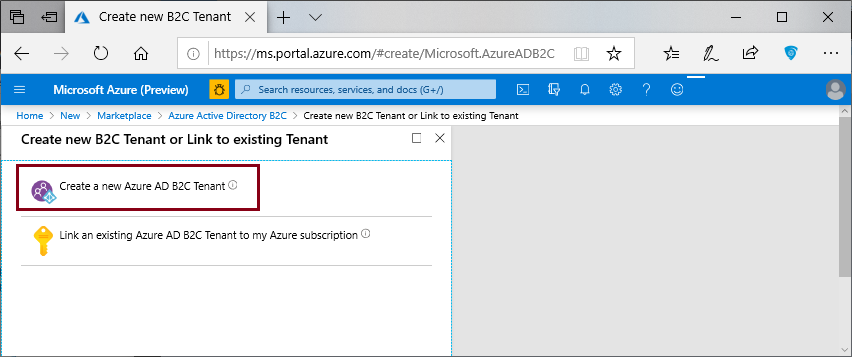 Create new B2C Tenant
https://ms.portal.azure.com/#create/Microsoft.AzureADB2C
Microsoft Azure (Preview)
Search resources, services, and docs (G+/)
Home > New > Marketplace > Azure Active Directory B2C > Create new B2C Tenant or Link to existing Tenant
Create new B2C Tenant or Link to existing Tenant
Create a new Azure AD B2C Tenant
Link an existing Azure AD B2C Tenant to my Azure subscription